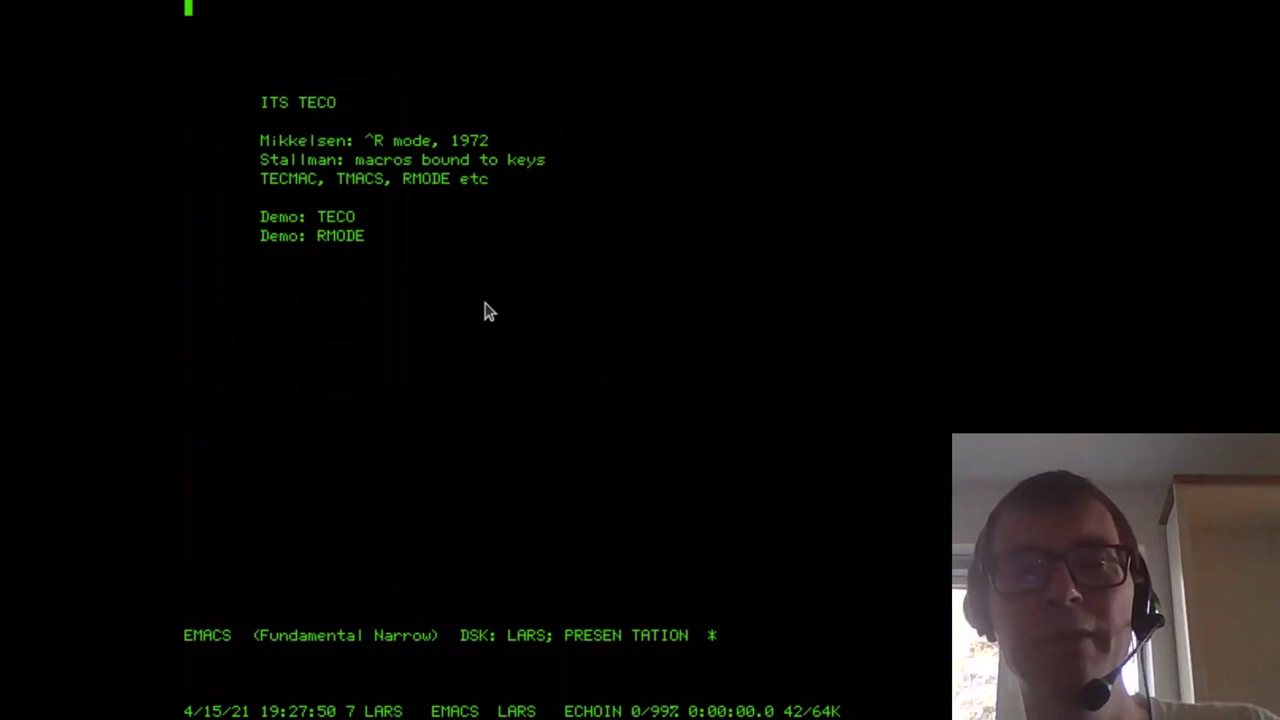 ITS TECO
Mikkelsen: ^R mode, 1972
Stallman: macros bound to keys
TECMAC, TMACS, RMODE etc
Demo: TECO
Demo: RMODE
EMACS (Fundamental Narrow) DSK: LARS; PRESEN TATION *
4/15/21 19:27:50 7 LARS EMACS LARS ECHOIN 0/99% 0:00:00.0 42/64K